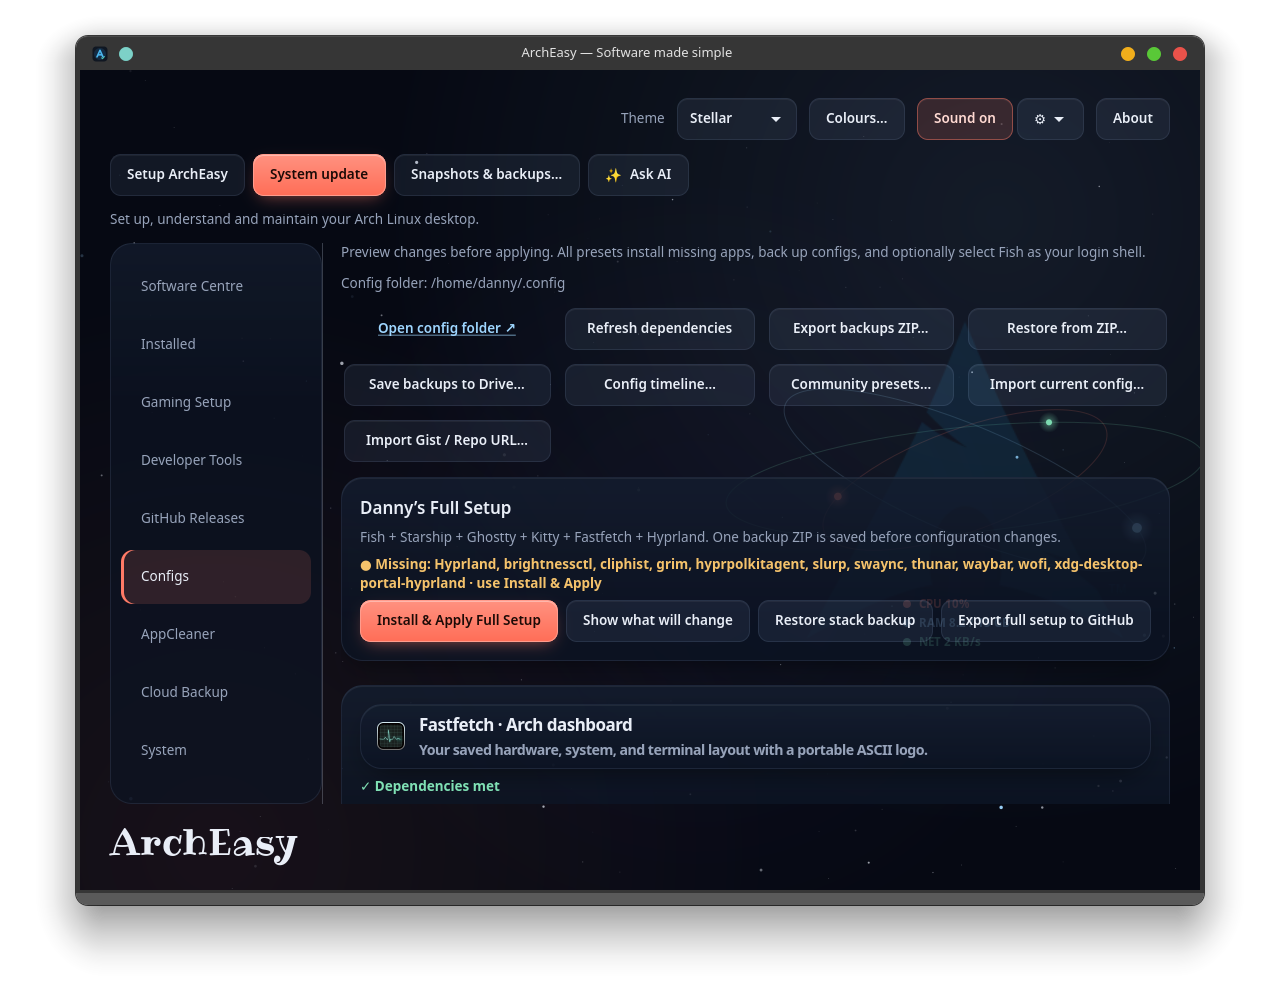 ArchEasy — Software made simple
Theme
Stellar
Colours...
Sound on
⚙
About
Setup ArchEasy
System update
Snapshots & backups...
✨ Ask AI
Set up, understand and maintain your Arch Linux desktop.
Software Centre
Installed
Gaming Setup
Developer Tools
GitHub Releases
Configs
AppCleaner
Cloud Backup
System
Preview changes before applying. All presets install missing apps, back up configs, and optionally select Fish as your login shell.
Config folder: /home/danny/.config
Open config folder ↗
Refresh dependencies
Export backups ZIP...
Restore from ZIP...
Save backups to Drive...
Config timeline...
Community presets...
Import current config...
Import Gist / Repo URL...
Danny’s Full Setup
Fish + Starship + Ghostty + Kitty + Fastfetch + Hyprland. One backup ZIP is saved before configuration changes.
● Missing: Hyprland, brightnessctl, cliphist, grim, hyprpolkitagent, slurp, swaync, thunar, waybar, wofi, xdg-desktop-
portal-hyprland · use Install & Apply
Install & Apply Full Setup
Show what will change
Restore stack backup
Export full setup to GitHub
CPU 10%
RAM
NET 2 KB/s
Fastfetch · Arch dashboard
Your saved hardware, system, and terminal layout with a portable ASCII logo.
✓ Dependencies met
ArchEasy